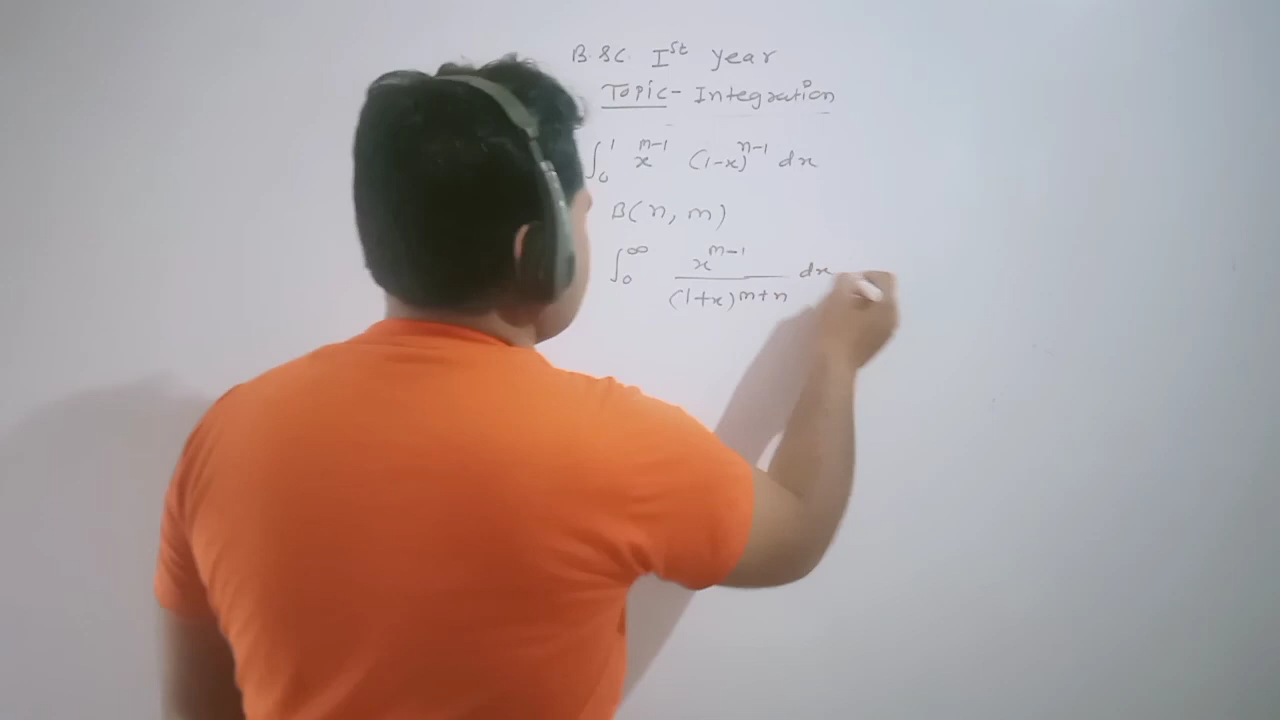 B.SC. Ist year
Topic- Integration
∫₀¹ x^{m-1} (1-x)^{n-1} dx
B(n, m)
∫₀^∞ x^{m-1}/(1+x)^{m+n} dx